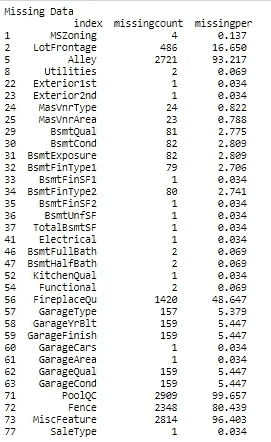 Missing Data
index missingcount missingper
1 MSZoning 4 0.137
2 LotFrontage 486 16.650
5 Alley 2721 93.217
8 Utilities 2 0.069
22 Exterior1st 1 0.034
23 Exterior2nd 1 0.034
24 MasVnrType 24 0.822
25 MasVnrArea 23 0.788
29 BsmtQual 81 2.775
30 BsmtCond 82 2.809
31 BsmtExposure 82 2.809
32 BsmtFinType1 79 2.706
33 BsmtFinSF1 1 0.034
34 BsmtFinType2 80 2.741
35 BsmtFinSF2 1 0.034
36 BsmtUnfSF 1 0.034
37 TotalBsmtSF 1 0.034
41 Electrical 1 0.034
46 BsmtFullBath 2 0.069
47 BsmtHalfBath 2 0.069
52 KitchenQual 1 0.034
54 Functional 2 0.069
56 FireplaceQu 1420 48.647
57 GarageType 157 5.379
58 GarageYrBlt 159 5.447
59 GarageFinish 159 5.447
60 GarageCars 1 0.034
61 GarageArea 1 0.034
62 GarageQual 159 5.447
63 GarageCond 159 5.447
71 PoolQC 2909 99.657
72 Fence 2348 80.439
73 MiscFeature 2814 96.403
77 SaleType 1 0.034